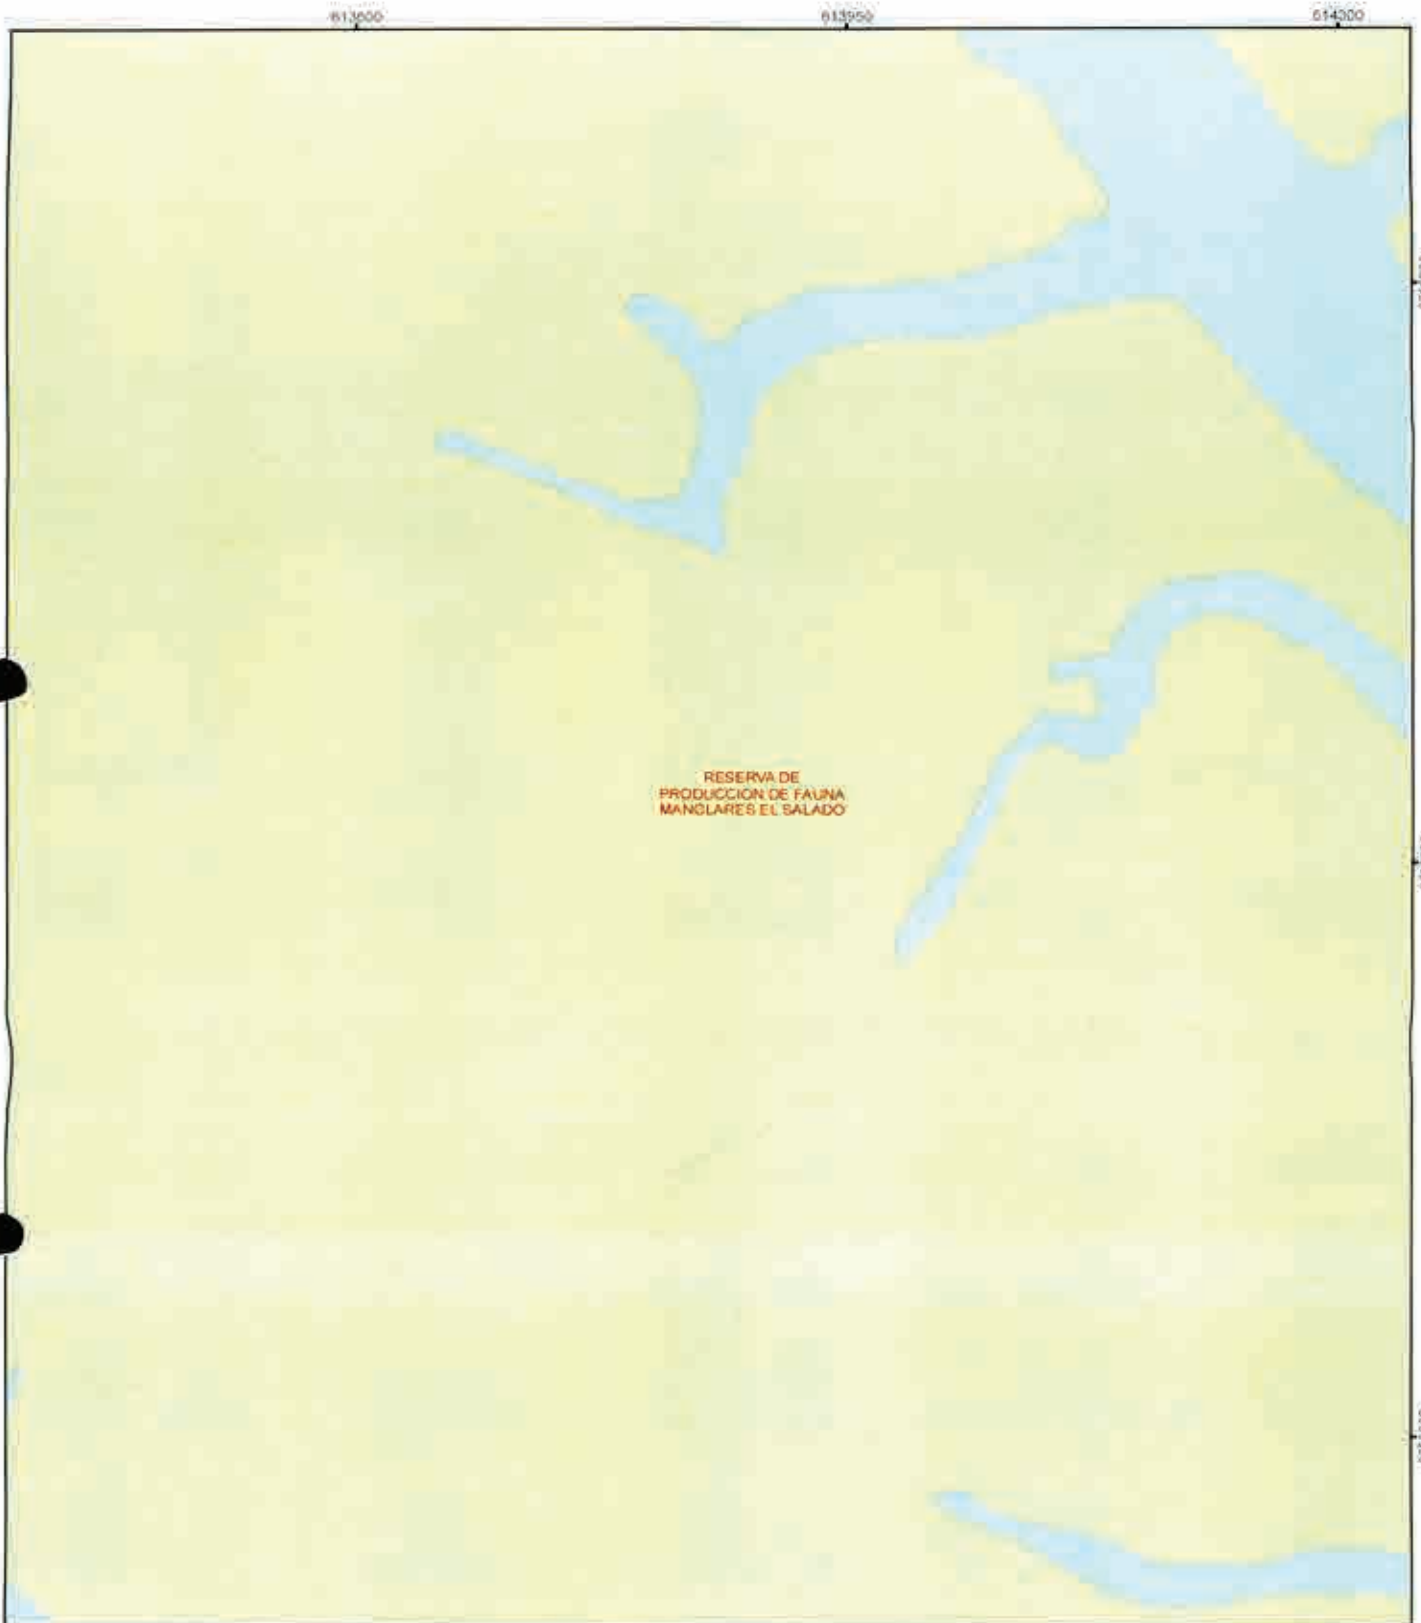 613600
613950
614300
RESERVA DE
PRODUCCION DE FAUNA
MANGLARES EL SALADO